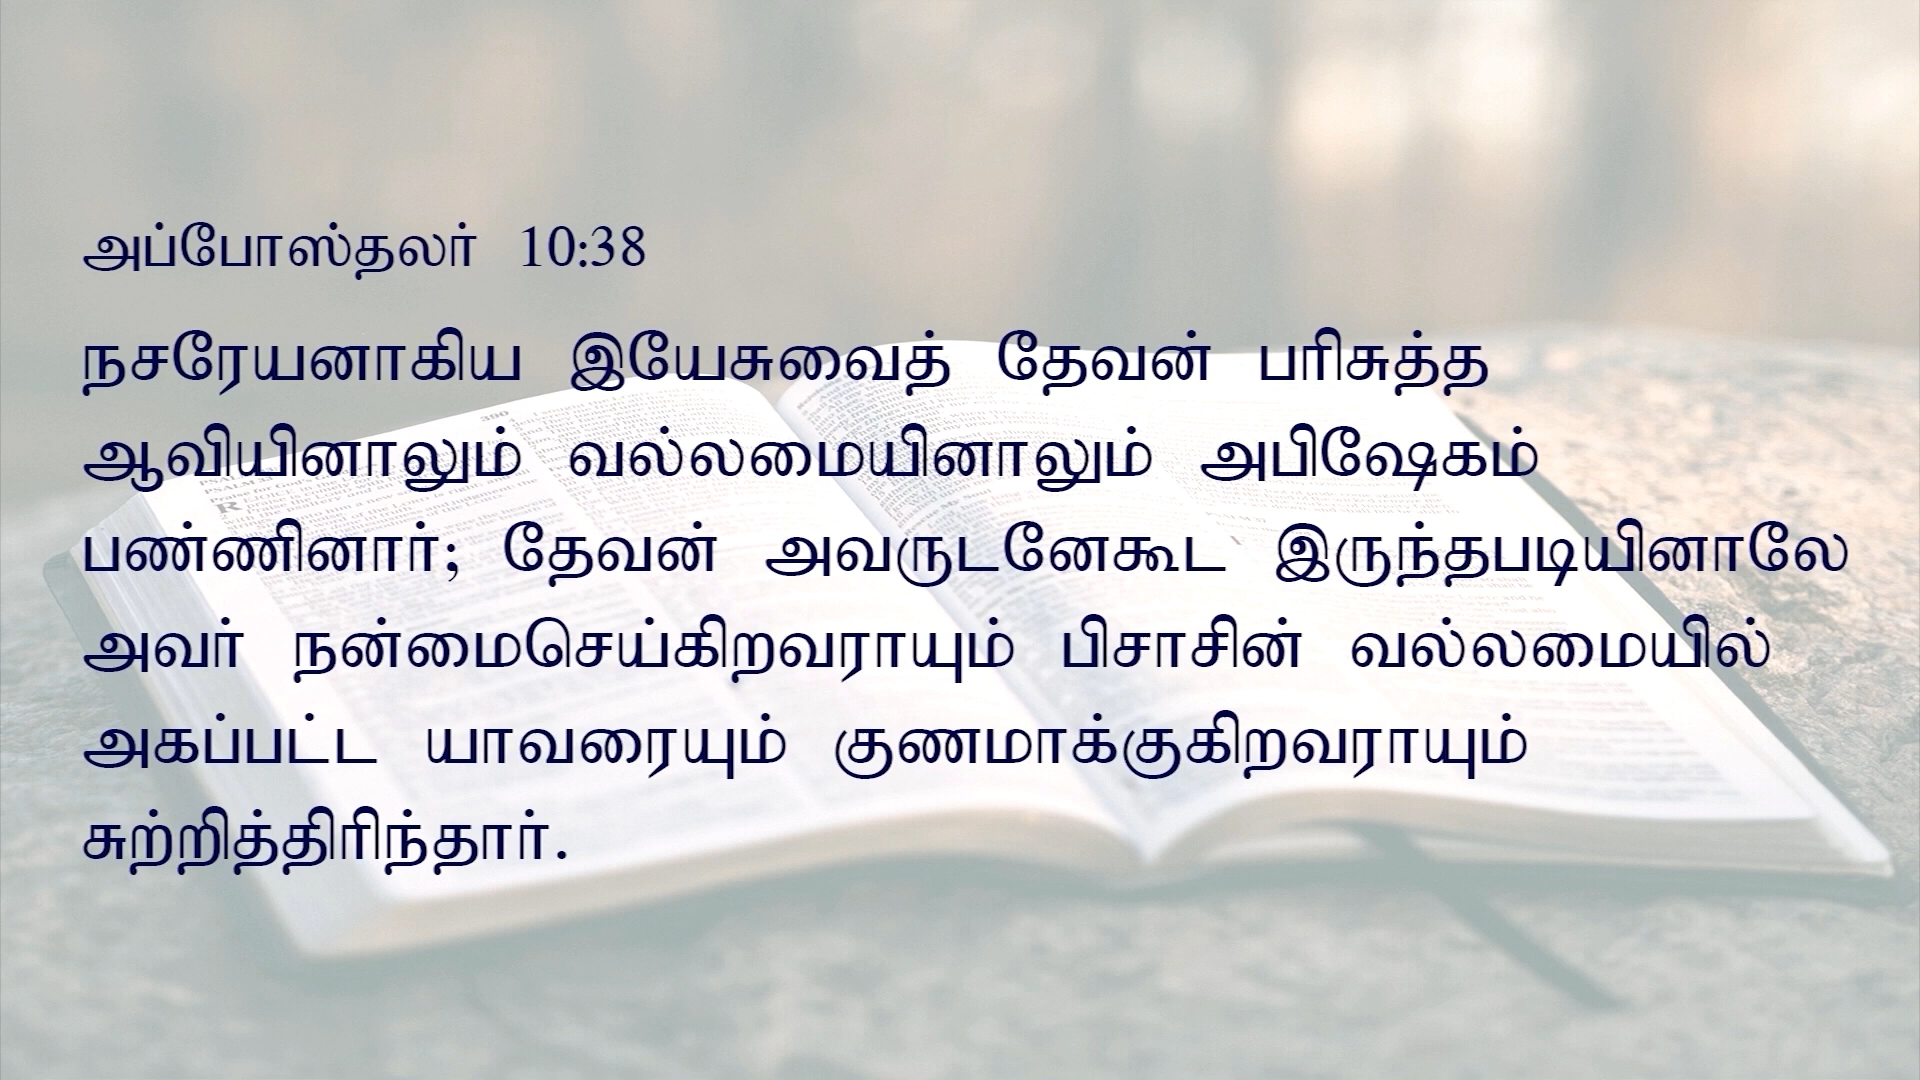 அப்போஸ்தலர் 10:38
நசரேயனாகிய இயேசுவைத் தேவன் பரிசுத்த
ஆவியினாலும் வல்லமையினாலும் அபிஷேகம்
பண்ணினார்; தேவன் அவருடனேகூட இருந்தபடியினாலே
அவர் நன்மைசெய்கிறவராயும் பிசாசின் வல்லமையில்
அகப்பட்ட யாவரையும் குணமாக்குகிறவராயும்
சுற்றித்திரிந்தார்.